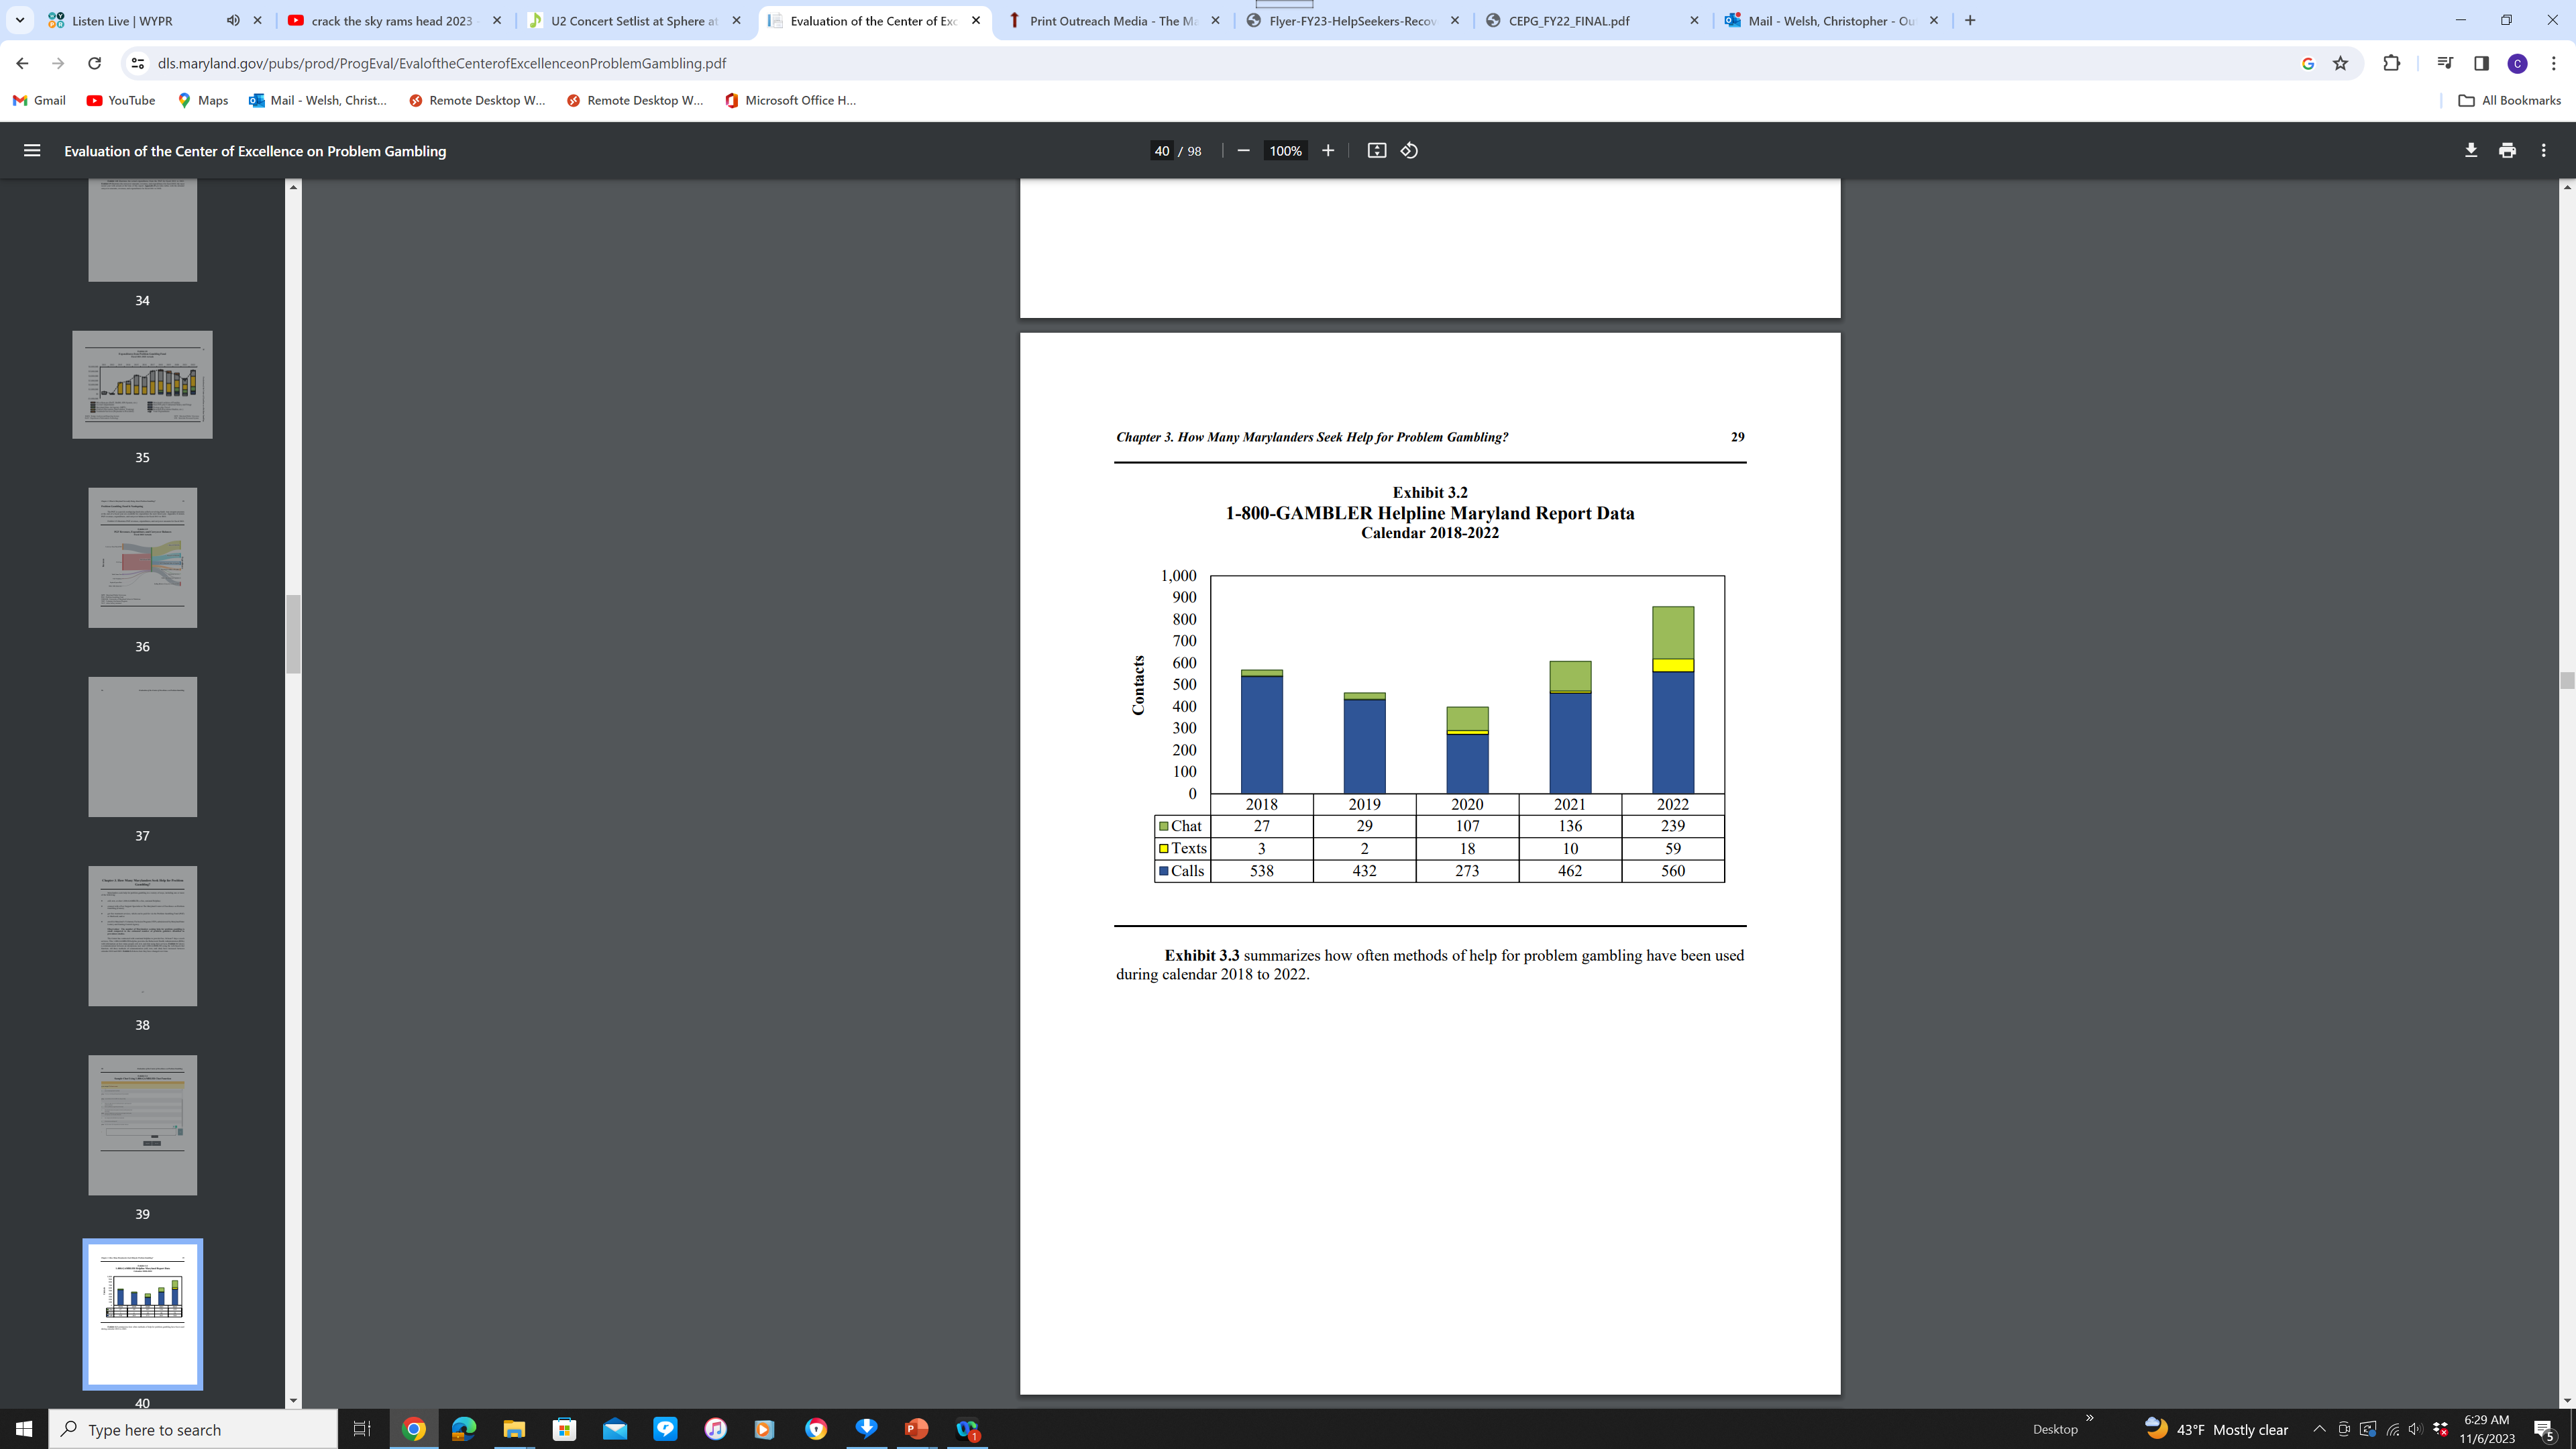 Listen Live | WYPR
crack the sky rams head 2023 -
U2 Concert Setlist at Sphere at
Evaluation of the Center of Exc
Print Outreach Media - The Ma
Flyer-FY23-HelpSeekers-Recov
CEPG_FY22_FINAL.pdf
Mail - Welsh, Christopher - Ou
dls.maryland.gov/pubs/prod/ProgEval/EvaloftheCenterofExcellenceonProblemGambling.pdf
C
Gmail
YouTube
Maps
Mail - Welsh, Christ...
Remote Desktop W...
Remote Desktop W...
Microsoft Office H...
All Bookmarks
Evaluation of the Center of Excellence on Problem Gambling
40 / 98
100%
34
35
36
37
38
39
40
Chapter 3. How Many Marylanders Seek Help for Problem Gambling? 29
Exhibit 3.2
1-800-GAMBLER Helpline Maryland Report Data
Calendar 2018-2022
Contacts
1,000
900
800
700
600
500
400
300
200
100
0
2018 2019 2020 2021 2022
Chat 27 29 107 136 239
Texts 3 2 18 10 59
Calls 538 432 273 462 560
Exhibit 3.3 summarizes how often methods of help for problem gambling have been used
during calendar 2018 to 2022.
Type here to search
Desktop
43°F Mostly clear
6:29 AM
11/6/2023
5